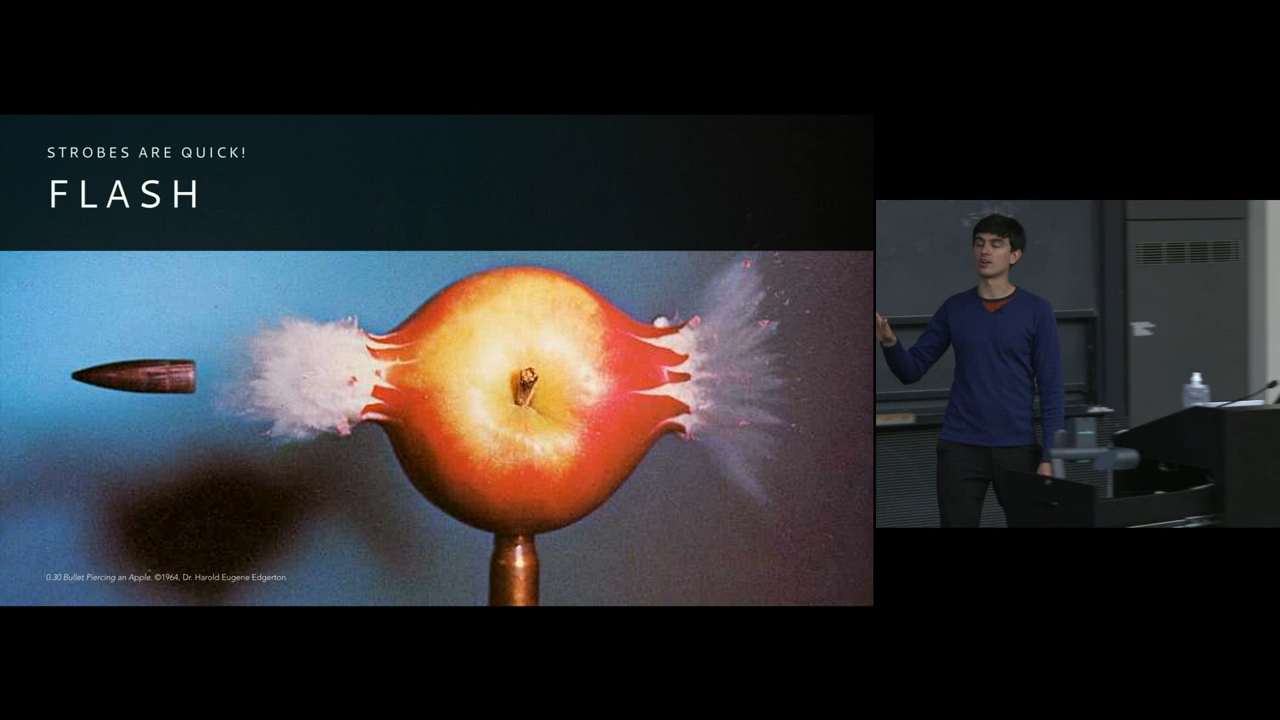 STROBES ARE QUICK!
FLASH
0.30 Bullet Piercing an Apple. ©1964, Dr. Harold Eugene Edgerton